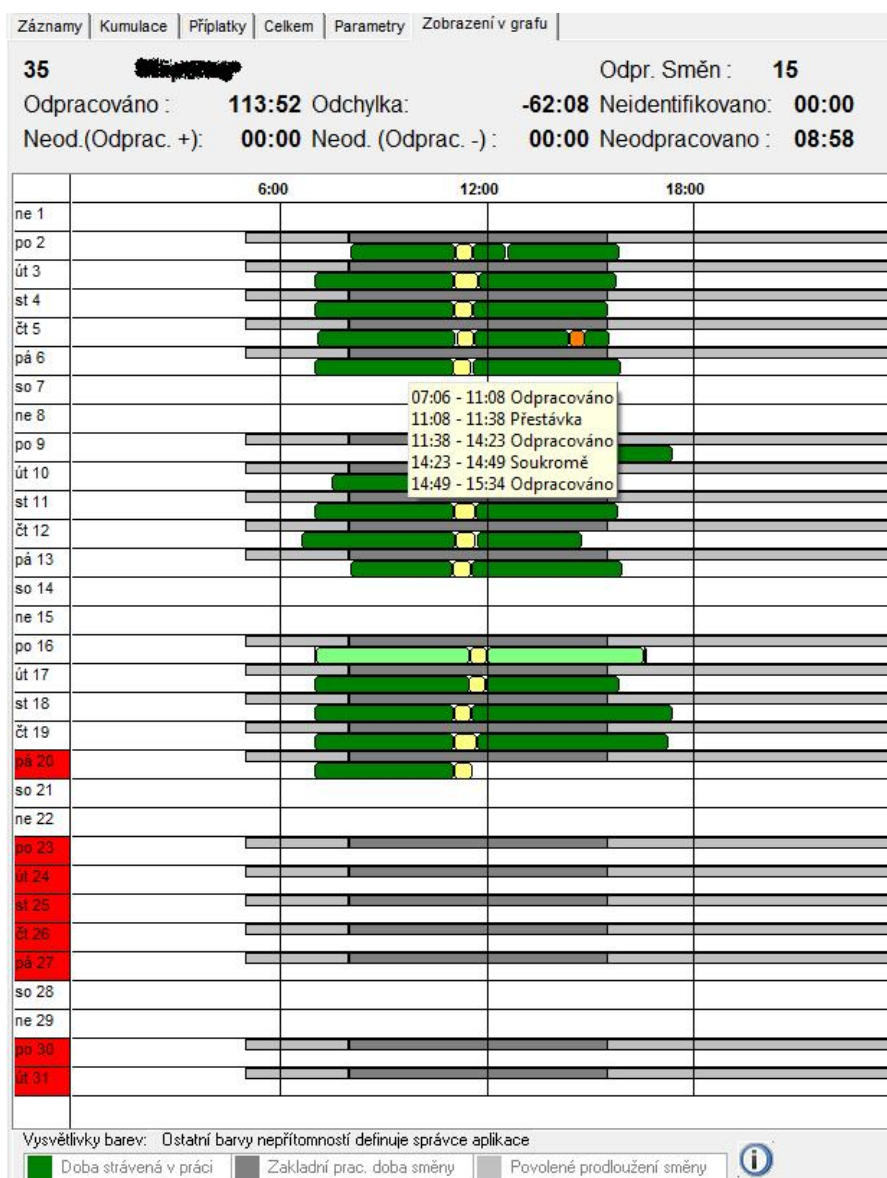 Záznamy Kumulace Příplatky Celkem Parametry Zobrazení v grafu
35 Odpr. Směn : 15
Odpracováno : 113:52 Odchylka: -62:08 Neidentifikovano: 00:00
Neod.(Odprac. +): 00:00 Neod. (Odprac. -) : 00:00 Neodpracovano : 08:58
6:00 12:00 18:00
ne 1
po 2
út 3
st 4
čt 5
pá 6
so 7
ne 8
po 9
út 10
st 11
čt 12
pá 13
so 14
ne 15
po 16
út 17
st 18
čt 19
pá 20
so 21
ne 22
po 23
út 24
st 25
čt 26
pá 27
so 28
ne 29
po 30
út 31
07:06 - 11:08 Odpracováno
11:08 - 11:38 Přestávka
11:38 - 14:23 Odpracováno
14:23 - 14:49 Soukromě
14:49 - 15:34 Odpracováno
Vysvětlivky barev: Ostatní barvy nepřítomností definuje správce aplikace
Doba strávená v práci Zakladní prac. doba směny Povolené prodloužení směny